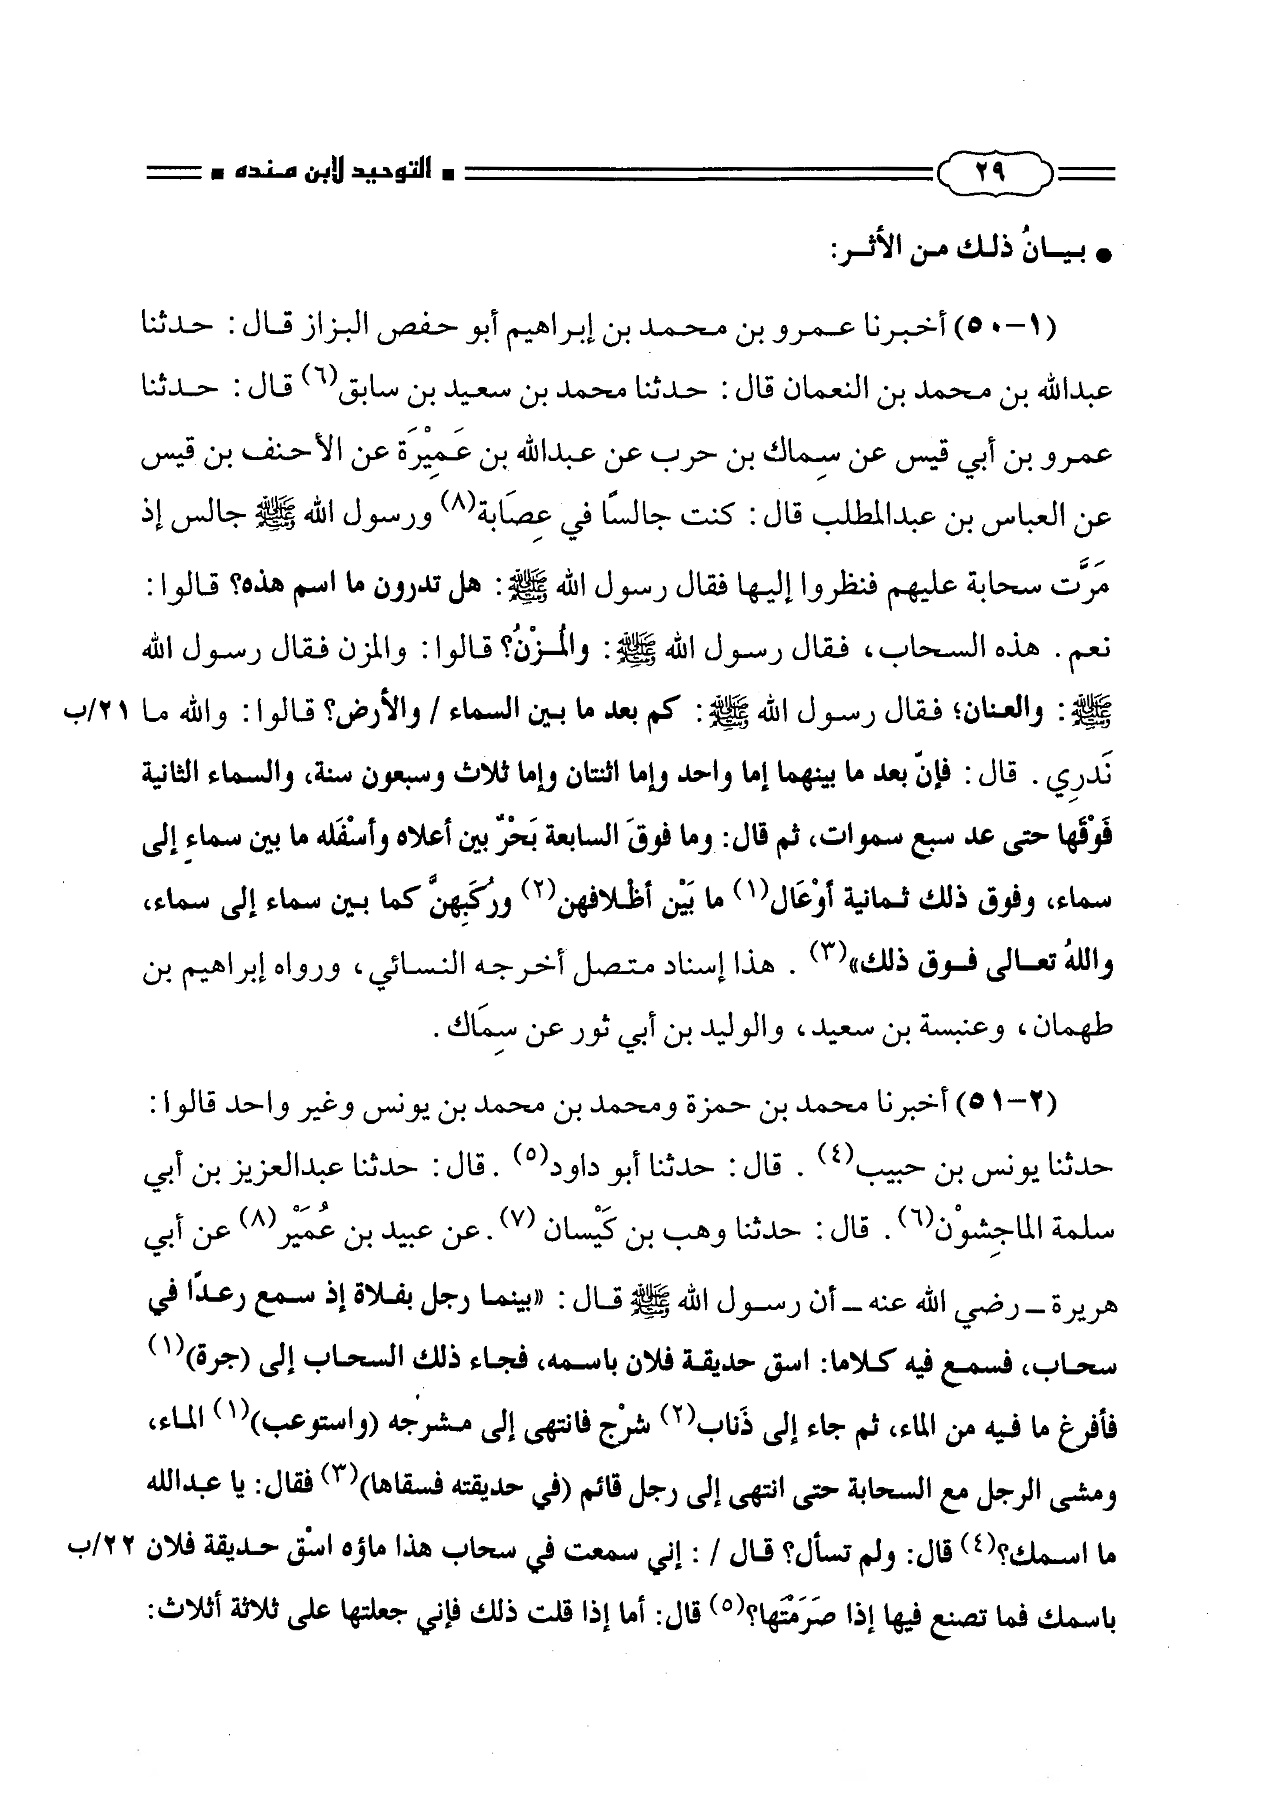 ٢٩ ■ التوحيد لابن منده ■
● بيــانُ ذلك من الأثـر:
(١-٥٠) أخبرنا عمرو بن محمد بن إبراهيم أبو حفص البزاز قال: حدثنا
عبدالله بن محمد بن النعمان قال: حدثنا محمد بن سعيد بن سابق(٦) قال: حدثنا
عمرو بن أبي قيس عن سِماك بن حرب عن عبدالله بن عَمِيْرَة عن الأحنف بن قيس
عن العباس بن عبدالمطلب قال: كنت جالسًا في عِصَابة(٨) ورسول الله ﷺ جالس إذ
مَرَّت سحابة عليهم فنظروا إليها فقال رسول الله ﷺ: هل تدرون ما اسم هذه؟ قالوا:
نعم. هذه السحاب، فقال رسول الله ﷺ: والُمزْنُ؟ قالوا: والمزن فقال رسول الله
ﷺ: والعنان؛ فقال رسول الله ﷺ: كم بعد ما بين السماء / والأرض؟ قالوا: والله ما ٢١/ب
نَدرِي. قال: فإنّ بعد ما بينهما إما واحد وإما اثنتان وإما ثلاث وسبعون سنة، والسماء الثانية
فَوْقَها حتى عد سبع سموات، ثم قال: وما فوقَ السابعة بَحْرٌ بين أعلاه وأسْفَله ما بين سماءٍ إلى
سماء، وفوق ذلك ثمانية أوْعَال(١) ما بَيْن أظْلافهن(٢) ورُكَبِهنَّ كما بين سماء إلى سماء،
واللهُ تعالى فوق ذلك»(٣). هذا إسناد متصل أخرجه النسائي، ورواه إبراهيم بن
طهمان، وعنبسة بن سعيد، والوليد بن أبي ثور عن سِمَاك.
(٢-٥١) أخبرنا محمد بن حمزة ومحمد بن محمد بن يونس وغير واحد قالوا:
حدثنا يونس بن حبيب(٤). قال: حدثنا أبو داود(٥). قال: حدثنا عبدالعزيز بن أبي
سلمة الماجِشوْن(٦). قال: حدثنا وهب بن كَيْسان(٧). عن عبيد بن عُمَيْر(٨) عن أبي
هريرة ـ رضي الله عنه ـ أن رسول الله ﷺ قال: «بينما رجل بفلاة إذ سمع رعدًا في
سحاب، فسمع فيه كلاما: اسق حديقة فلان باسمه، فجاء ذلك السحاب إلى (جرة)(١)
فأفرغ ما فيه من الماء، ثم جاء إلى ذَناب(٢) شرْج فانتهى إلى مشرجه (واستوعب)(١) الماء،
ومشى الرجل مع السحابة حتى انتهى إلى رجل قائم (في حديقته فسقاها)(٣) فقال: يا عبدالله
ما اسمك؟(٤) قال: ولم تسأل؟ قال / : إني سمعت في سحاب هذا ماؤه اسْق حديقة فلان ٢٢/ب
باسمك فما تصنع فيها إذا صَرَمْتَها؟(٥) قال: أما إذا قلت ذلك فإني جعلتها على ثلاثة أثلاث: